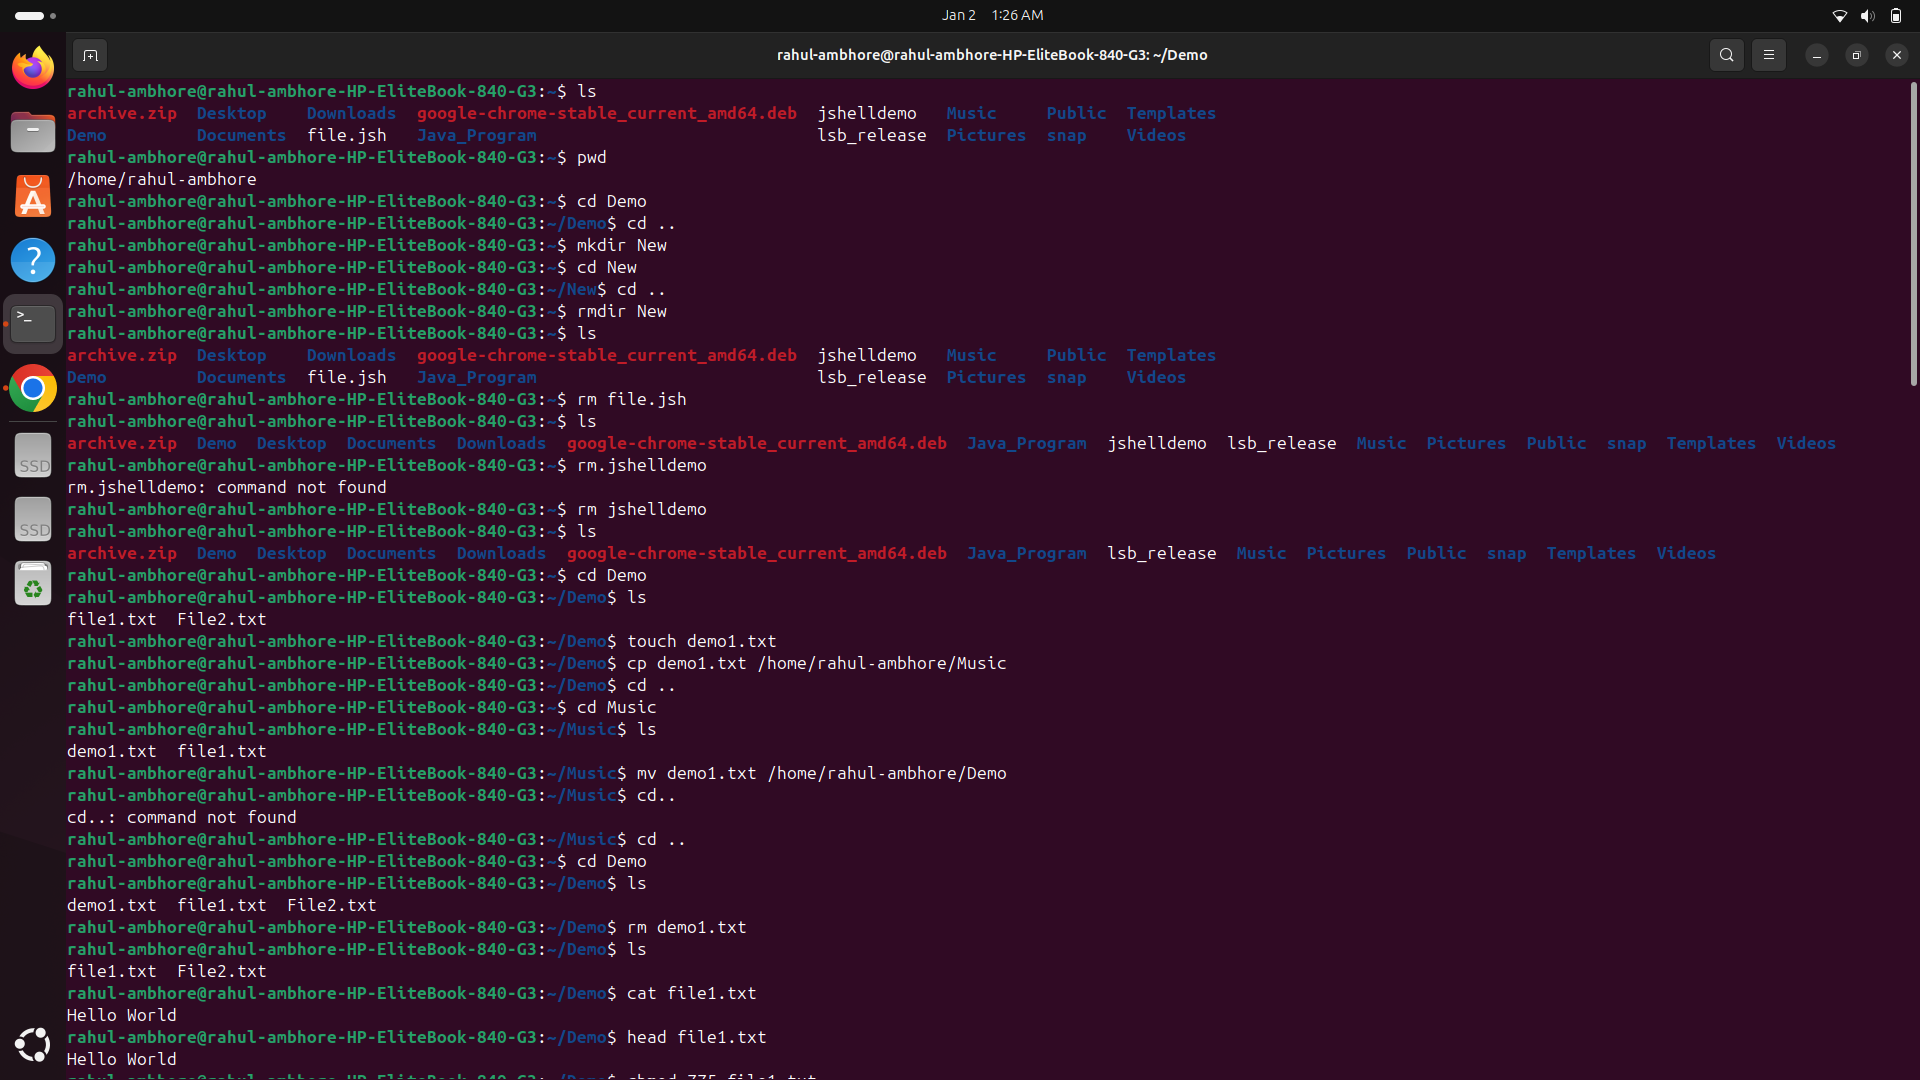 Jan 2 1:26 AM
rahul-ambhore@rahul-ambhore-HP-EliteBook-840-G3: ~/Demo
rahul-ambhore@rahul-ambhore-HP-EliteBook-840-G3:~$ ls
archive.zip Desktop Downloads google-chrome-stable_current_amd64.deb jshelldemo Music Public Templates
Demo Documents file.jsh Java_Program lsb_release Pictures snap Videos
rahul-ambhore@rahul-ambhore-HP-EliteBook-840-G3:~$ pwd
/home/rahul-ambhore
rahul-ambhore@rahul-ambhore-HP-EliteBook-840-G3:~$ cd Demo
rahul-ambhore@rahul-ambhore-HP-EliteBook-840-G3:~/Demo$ cd ..
rahul-ambhore@rahul-ambhore-HP-EliteBook-840-G3:~$ mkdir New
rahul-ambhore@rahul-ambhore-HP-EliteBook-840-G3:~$ cd New
rahul-ambhore@rahul-ambhore-HP-EliteBook-840-G3:~/New$ cd ..
rahul-ambhore@rahul-ambhore-HP-EliteBook-840-G3:~$ rmdir New
rahul-ambhore@rahul-ambhore-HP-EliteBook-840-G3:~$ ls
archive.zip Desktop Downloads google-chrome-stable_current_amd64.deb jshelldemo Music Public Templates
Demo Documents file.jsh Java_Program lsb_release Pictures snap Videos
rahul-ambhore@rahul-ambhore-HP-EliteBook-840-G3:~$ rm file.jsh
rahul-ambhore@rahul-ambhore-HP-EliteBook-840-G3:~$ ls
archive.zip Demo Desktop Documents Downloads google-chrome-stable_current_amd64.deb Java_Program jshelldemo lsb_release Music Pictures Public snap Templates Videos
rahul-ambhore@rahul-ambhore-HP-EliteBook-840-G3:~$ rm.jshelldemo
rm.jshelldemo: command not found
rahul-ambhore@rahul-ambhore-HP-EliteBook-840-G3:~$ rm jshelldemo
rahul-ambhore@rahul-ambhore-HP-EliteBook-840-G3:~$ ls
archive.zip Demo Desktop Documents Downloads google-chrome-stable_current_amd64.deb Java_Program lsb_release Music Pictures Public snap Templates Videos
rahul-ambhore@rahul-ambhore-HP-EliteBook-840-G3:~$ cd Demo
rahul-ambhore@rahul-ambhore-HP-EliteBook-840-G3:~/Demo$ ls
file1.txt File2.txt
rahul-ambhore@rahul-ambhore-HP-EliteBook-840-G3:~/Demo$ touch demo1.txt
rahul-ambhore@rahul-ambhore-HP-EliteBook-840-G3:~/Demo$ cp demo1.txt /home/rahul-ambhore/Music
rahul-ambhore@rahul-ambhore-HP-EliteBook-840-G3:~/Demo$ cd ..
rahul-ambhore@rahul-ambhore-HP-EliteBook-840-G3:~$ cd Music
rahul-ambhore@rahul-ambhore-HP-EliteBook-840-G3:~/Music$ ls
demo1.txt file1.txt
rahul-ambhore@rahul-ambhore-HP-EliteBook-840-G3:~/Music$ mv demo1.txt /home/rahul-ambhore/Demo
rahul-ambhore@rahul-ambhore-HP-EliteBook-840-G3:~/Music$ cd..
cd..: command not found
rahul-ambhore@rahul-ambhore-HP-EliteBook-840-G3:~/Music$ cd ..
rahul-ambhore@rahul-ambhore-HP-EliteBook-840-G3:~$ cd Demo
rahul-ambhore@rahul-ambhore-HP-EliteBook-840-G3:~/Demo$ ls
demo1.txt file1.txt File2.txt
rahul-ambhore@rahul-ambhore-HP-EliteBook-840-G3:~/Demo$ rm demo1.txt
rahul-ambhore@rahul-ambhore-HP-EliteBook-840-G3:~/Demo$ ls
file1.txt File2.txt
rahul-ambhore@rahul-ambhore-HP-EliteBook-840-G3:~/Demo$ cat file1.txt
Hello World
rahul-ambhore@rahul-ambhore-HP-EliteBook-840-G3:~/Demo$ head file1.txt
Hello World
rahul-ambhore@rahul-ambhore-HP-EliteBook-840-G3:~/Demo$ chmod 775 file1.txt
SSD
SSD